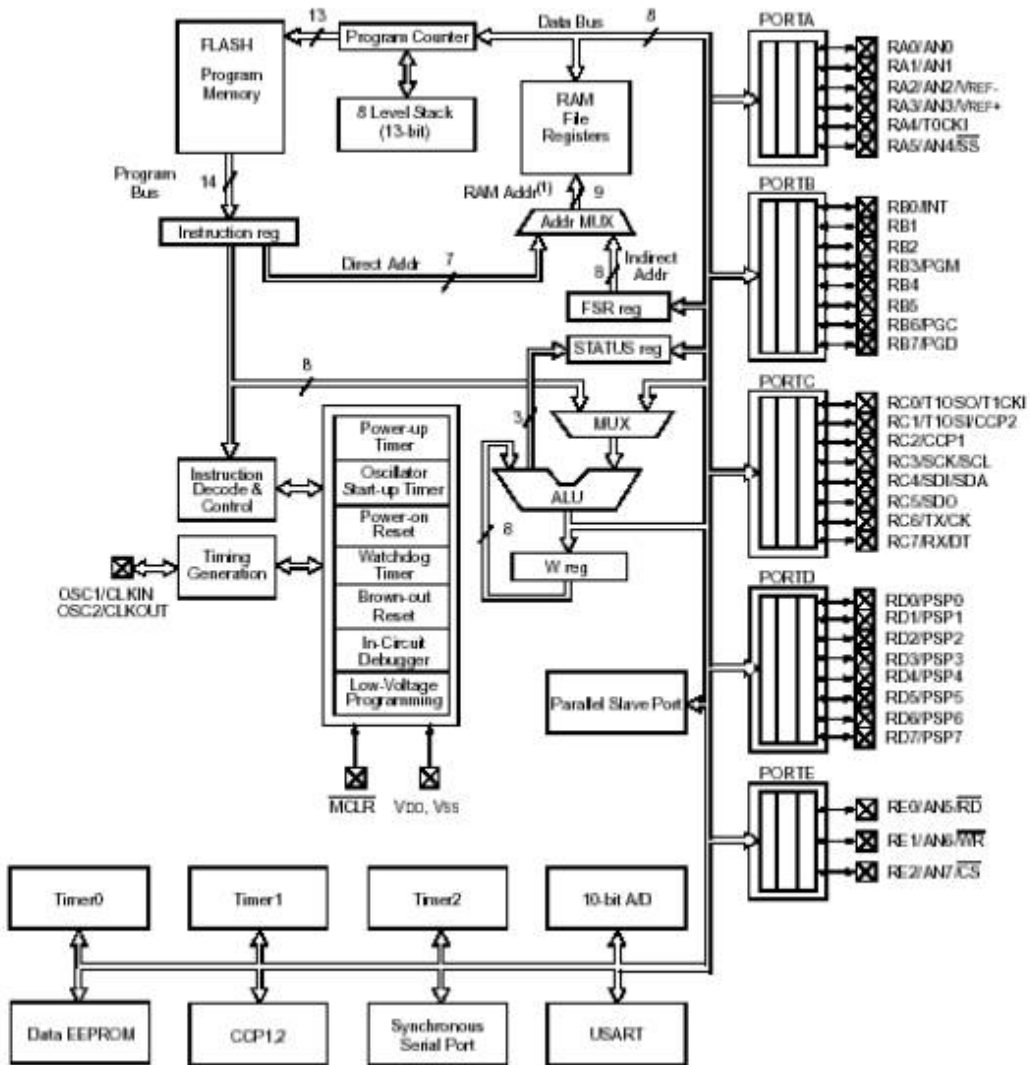 FLASH
Program
Memory
13
Program Counter
Data Bus
8
8 Level Stack
(13-bit)
RAM
File
Registers
Program
Bus
14
RAM Addr(1)
9
Addr MUX
Instruction reg
Direct Addr
7
8
Indirect
Addr
FSR reg
STATUS reg
8
3
MUX
ALU
8
W reg
Instruction
Decode &
Control
Timing
Generation
OSC1/CLKIN
OSC2/CLKOUT
Power-up
Timer
Oscillator
Start-up Timer
Power-on
Reset
Watchdog
Timer
Brown-out
Reset
In-Circuit
Debugger
Low-Voltage
Programming
MCLR
VDD, VSS
Parallel Slave Port
PORTA
RA0/AN0
RA1/AN1
RA2/AN2/VREF-
RA3/AN3/VREF+
RA4/T0CKI
RA5/AN4/SS
PORTB
RB0/INT
RB1
RB2
RB3/PGM
RB4
RB5
RB6/PGC
RB7/PGD
PORTC
RC0/T1OSO/T1CKI
RC1/T1OSI/CCP2
RC2/CCP1
RC3/SCK/SCL
RC4/SDI/SDA
RC5/SDO
RC6/TX/CK
RC7/RX/DT
PORTD
RD0/PSP0
RD1/PSP1
RD2/PSP2
RD3/PSP3
RD4/PSP4
RD5/PSP5
RD6/PSP6
RD7/PSP7
PORTE
RE0/AN5/RD
RE1/AN6/WR
RE2/AN7/CS
Timer0
Timer1
Timer2
10-bit A/D
Data EEPROM
CCP1,2
Synchronous
Serial Port
USART